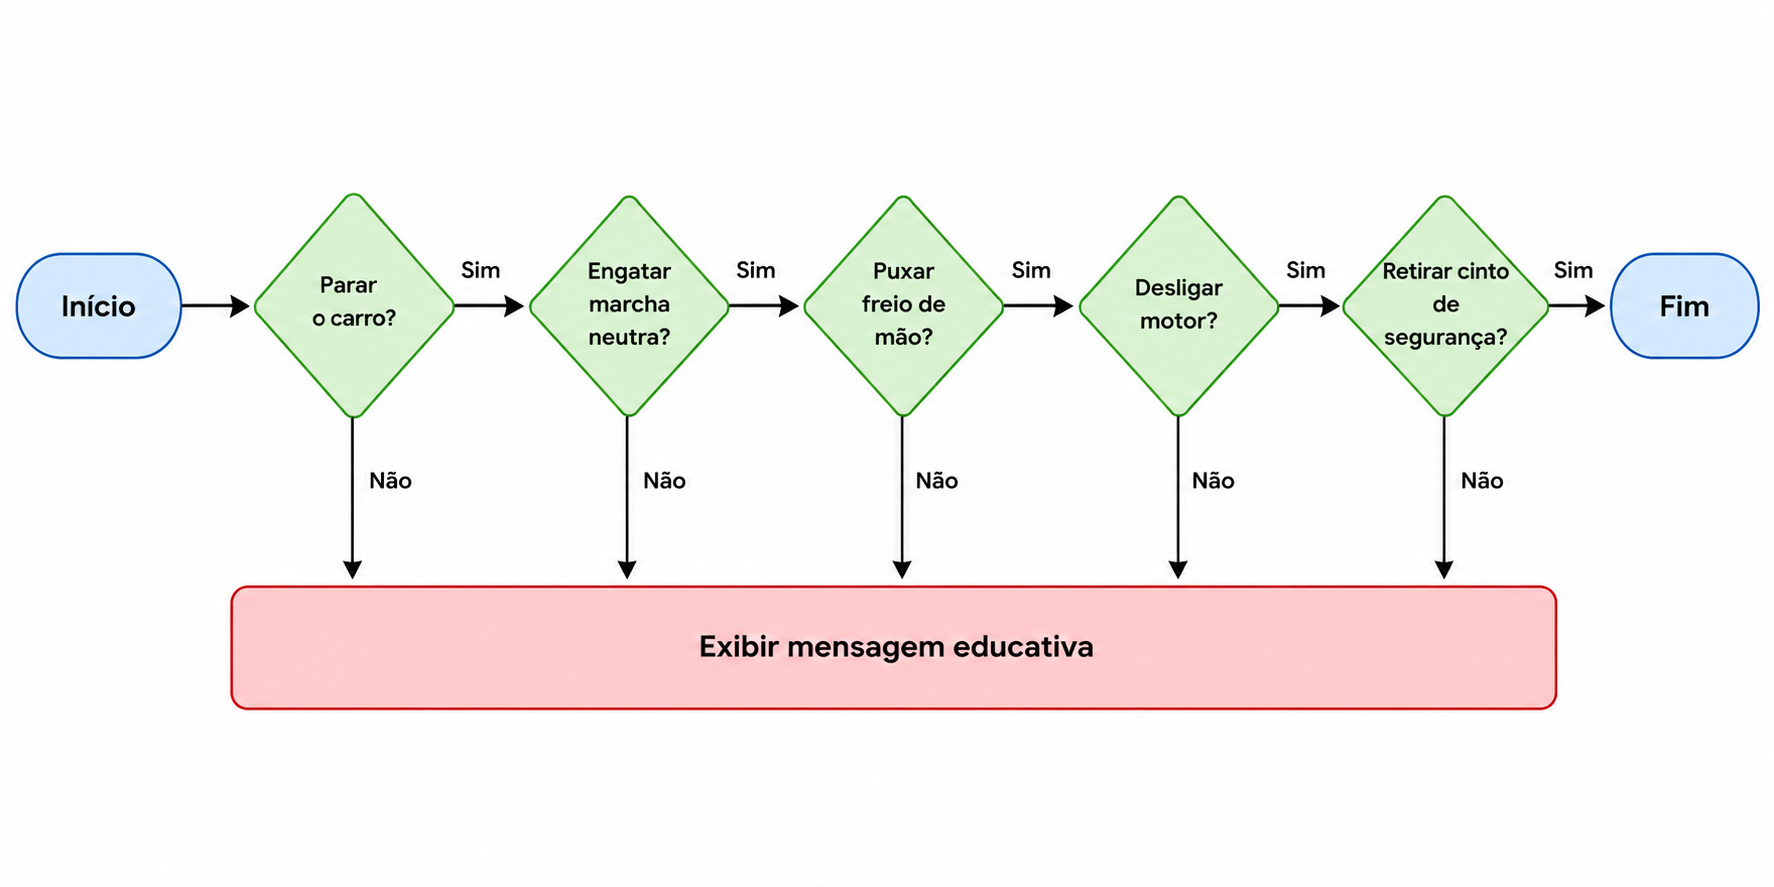 Início
Parar
o carro?
Sim
Engatar
marcha
neutra?
Sim
Puxar
freio de
mão?
Sim
Desligar
motor?
Sim
Retirar cinto
de
segurança?
Sim
Fim
Não
Não
Não
Não
Não
Exibir mensagem educativa